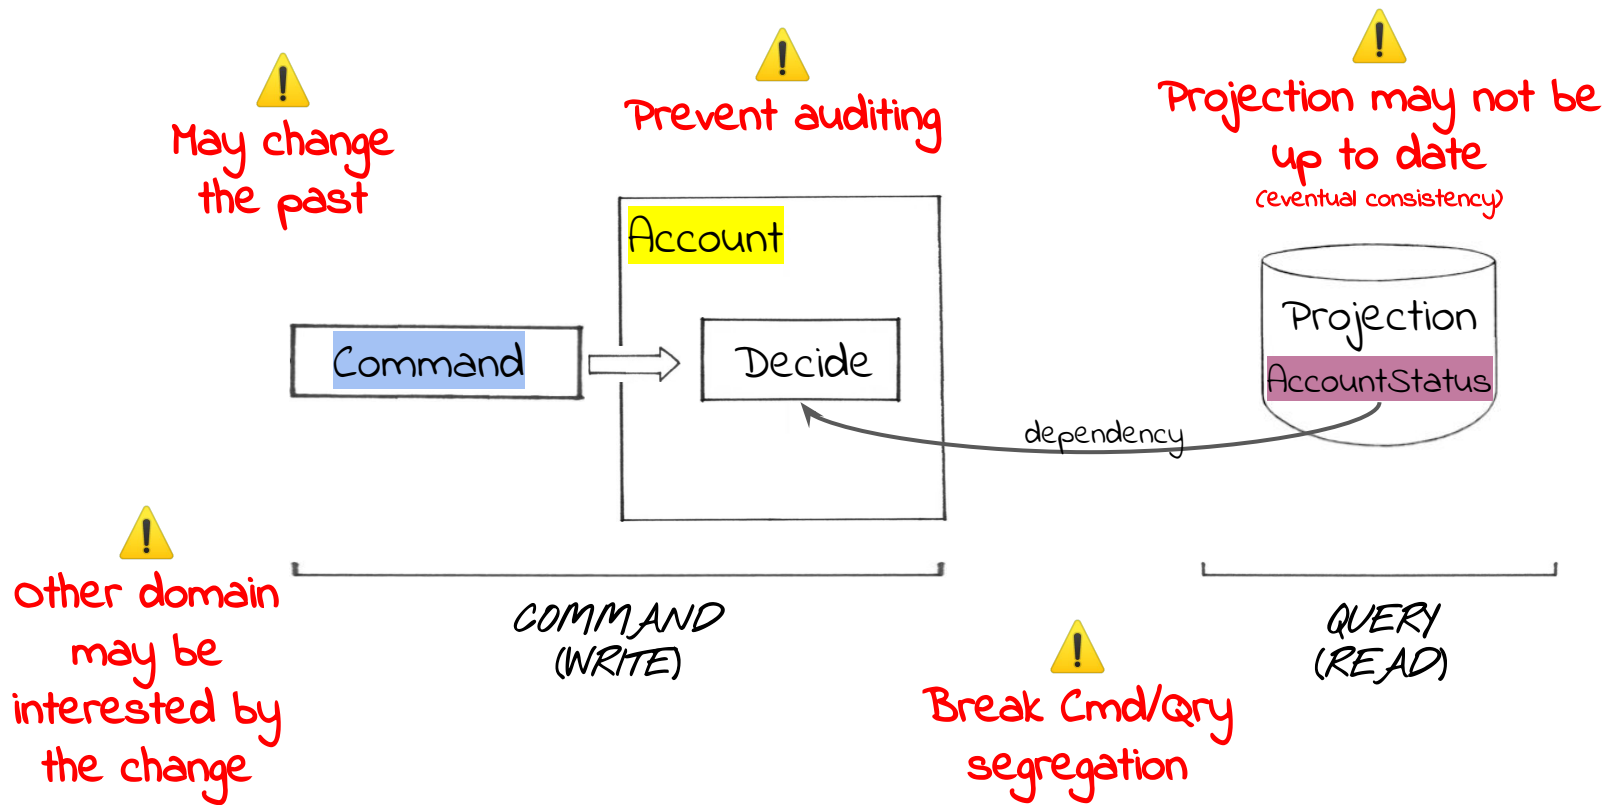 May change
the past
Prevent auditing
Projection may not be
up to date
(eventual consistency)
Account
Command
Decide
Projection
AccountStatus
dependency
Other domain
may be
interested by
the change
COMMAND
(WRITE)
Break Cmd/Qry
segregation
QUERY
(READ)